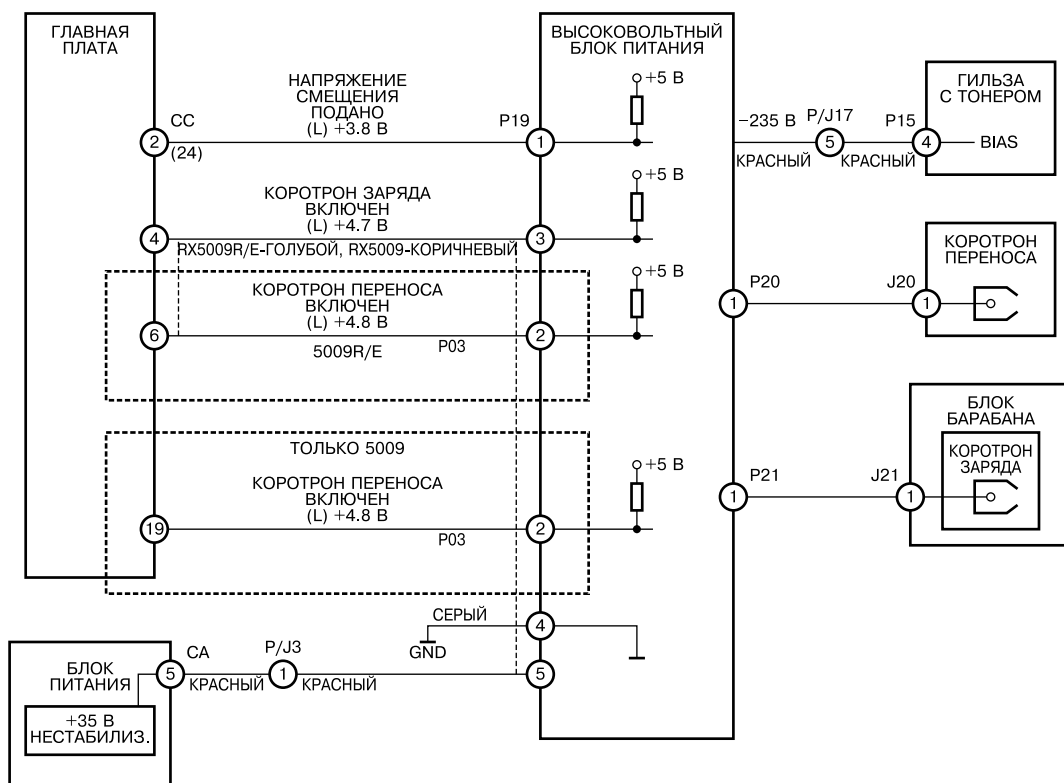 ГЛАВНАЯ
ПЛАТА
ВЫСОКОВОЛЬТНЫЙ
БЛОК ПИТАНИЯ
НАПРЯЖЕНИЕ
СМЕЩЕНИЯ
ПОДАНО
(L) +3.8 В
CC
2
(24)
P19
1
+5 В
−235 В
P/J17
5
КРАСНЫЙ
КРАСНЫЙ
P15
4
ГИЛЬЗА
С ТОНЕРОМ
BIAS
КОРОТРОН ЗАРЯДА
ВКЛЮЧЕН
(L) +4.7 В
4
3
+5 В
RX5009R/E-ГОЛУБОЙ, RX5009-КОРИЧНЕВЫЙ
КОРОТРОН ПЕРЕНОСА
ВКЛЮЧЕН
(L) +4.8 В
6
5009R/E
P03
2
+5 В
P20
1
J20
1
КОРОТРОН
ПЕРЕНОСА
ТОЛЬКО 5009
КОРОТРОН ПЕРЕНОСА
ВКЛЮЧЕН
(L) +4.8 В
19
P03
2
+5 В
P21
1
J21
1
БЛОК
БАРАБАНА
КОРОТРОН
ЗАРЯДА
СЕРЫЙ
GND
4
БЛОК
ПИТАНИЯ
+35 В
НЕСТАБИЛИЗ.
CA
5
КРАСНЫЙ
P/J3
1
КРАСНЫЙ
5